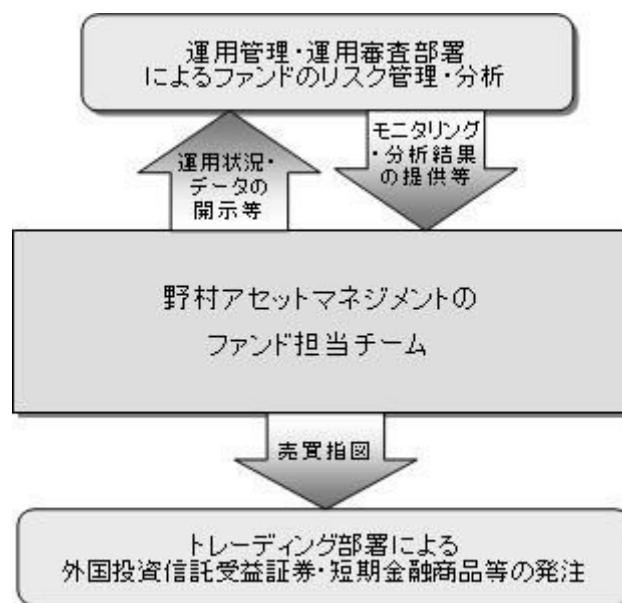 運用管理・運用審査部署
によるファンドのリスク管理・分析
運用状況・
データの
開示等
モニタリング
・分析結果
の提供等
野村アセットマネジメントの
ファンド担当チーム
売買指図
トレーディング部署による
外国投資信託受益証券・短期金融商品等の発注